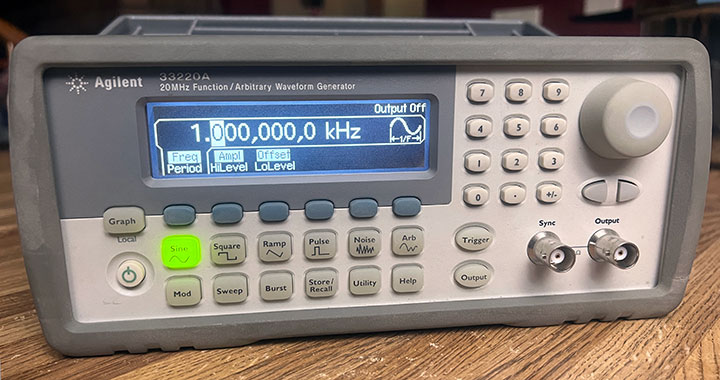 Agilent
33220A
20MHz Function / Arbitrary Waveform Generator
Output Off
1.000,000,0 kHz
1/F
Freq Ampl Offset
Period HiLevel LoLevel
7 8 9
4 5 6
1 2 3
0 . +/-
Graph
Local
Sine Square Ramp Pulse Noise Arb
Mod Sweep Burst Store/ Recall Utility Help
Trigger
Output
Sync Output